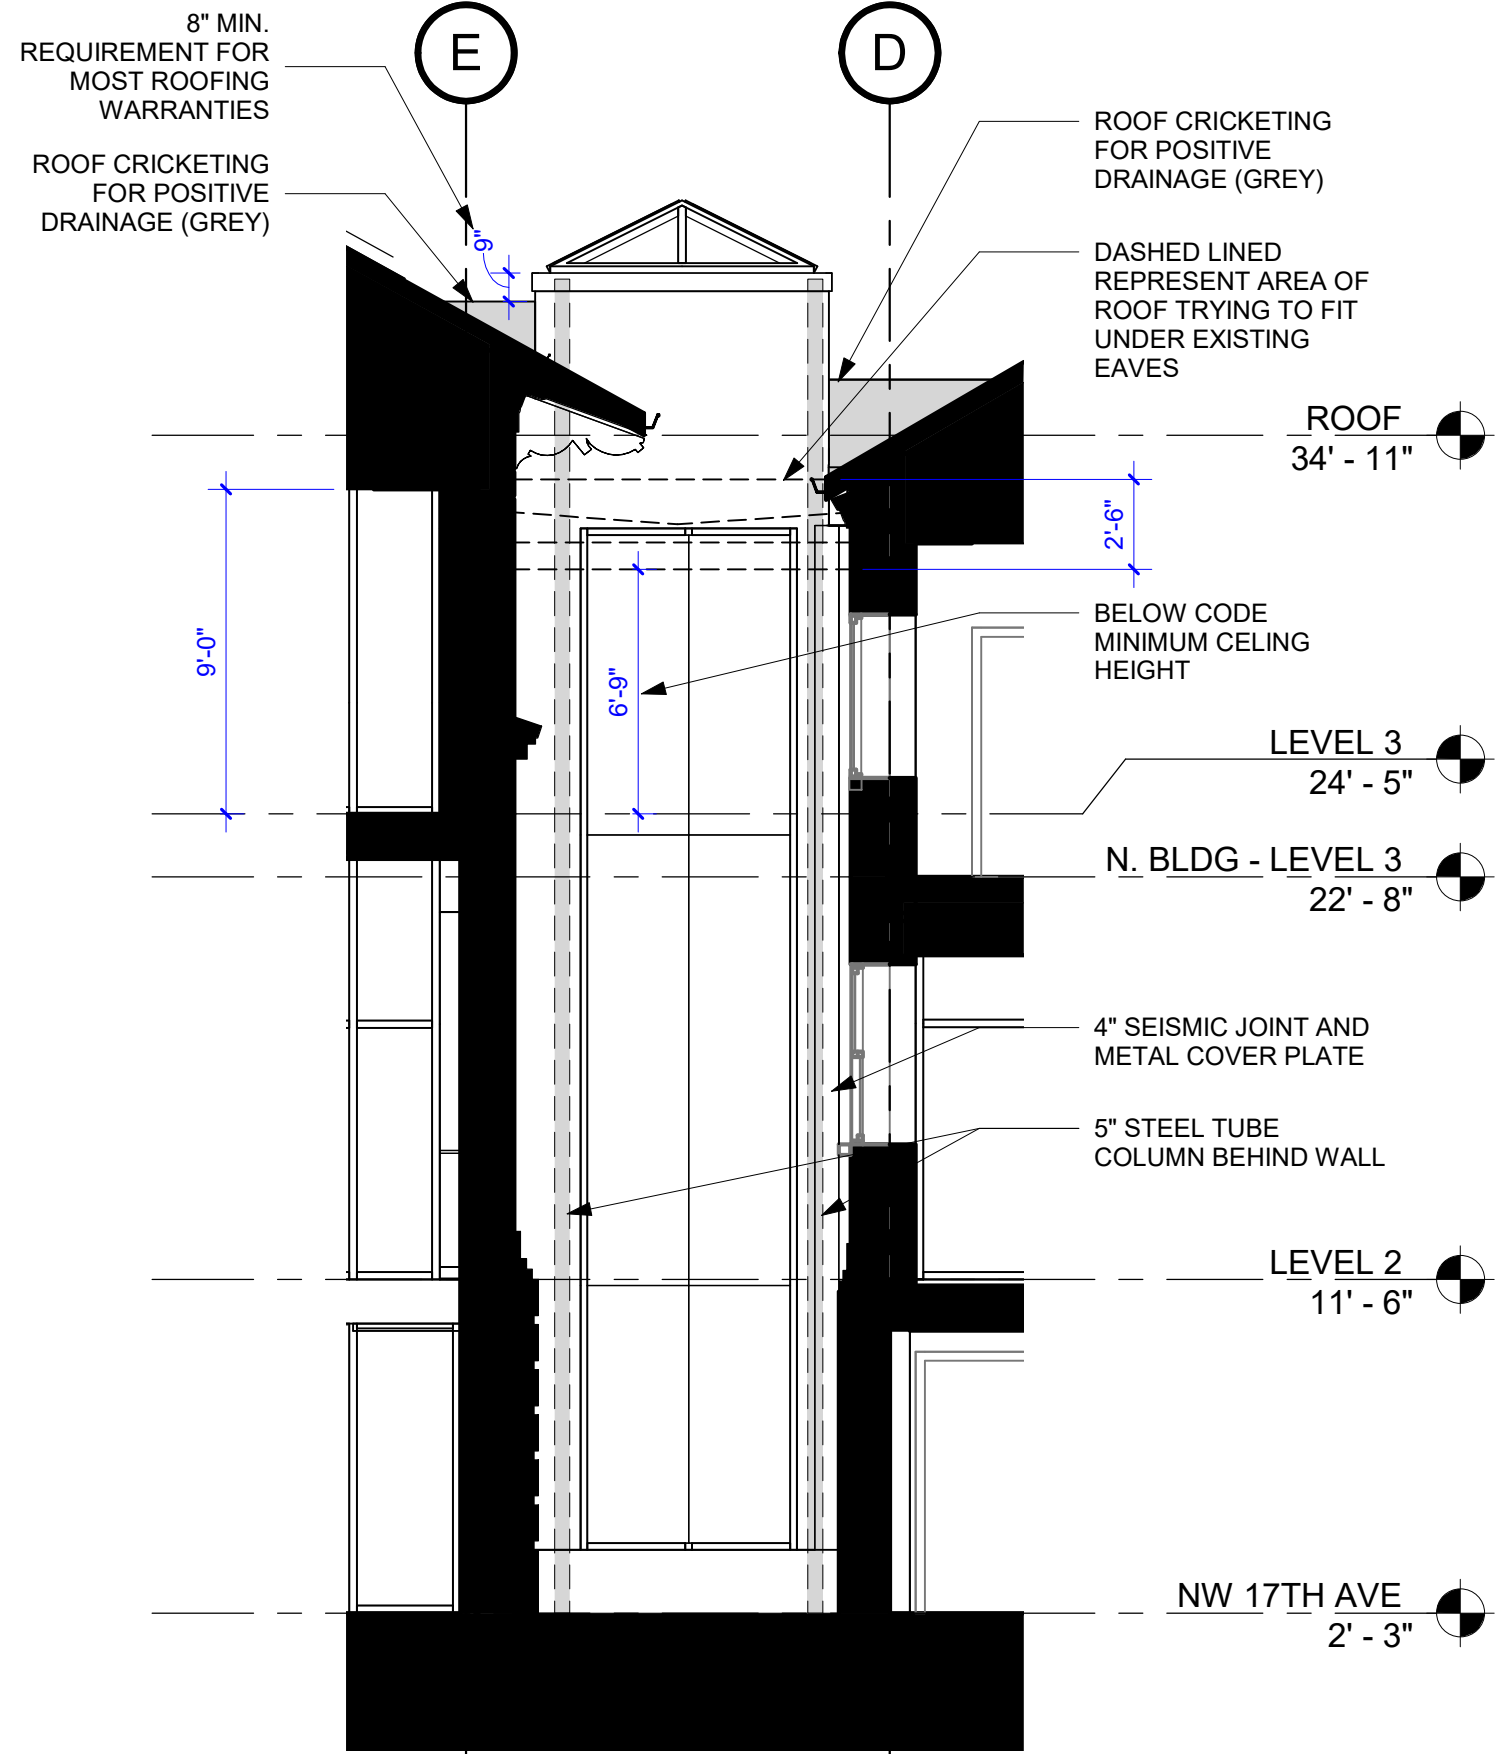 8" MIN.
REQUIREMENT FOR
MOST ROOFING
WARRANTIES
E
D
ROOF CRICKETING
FOR POSITIVE
DRAINAGE (GREY)
ROOF CRICKETING
FOR POSITIVE
DRAINAGE (GREY)
9"
DASHED LINED
REPRESENT AREA OF
ROOF TRYING TO FIT
UNDER EXISTING
EAVES
ROOF
34' - 11"
2'-6"
9'-0"
6'-9"
BELOW CODE
MINIMUM CELING
HEIGHT
LEVEL 3
24' - 5"
N. BLDG - LEVEL 3
22' - 8"
4" SEISMIC JOINT AND
METAL COVER PLATE
5" STEEL TUBE
COLUMN BEHIND WALL
LEVEL 2
11' - 6"
NW 17TH AVE
2' - 3"